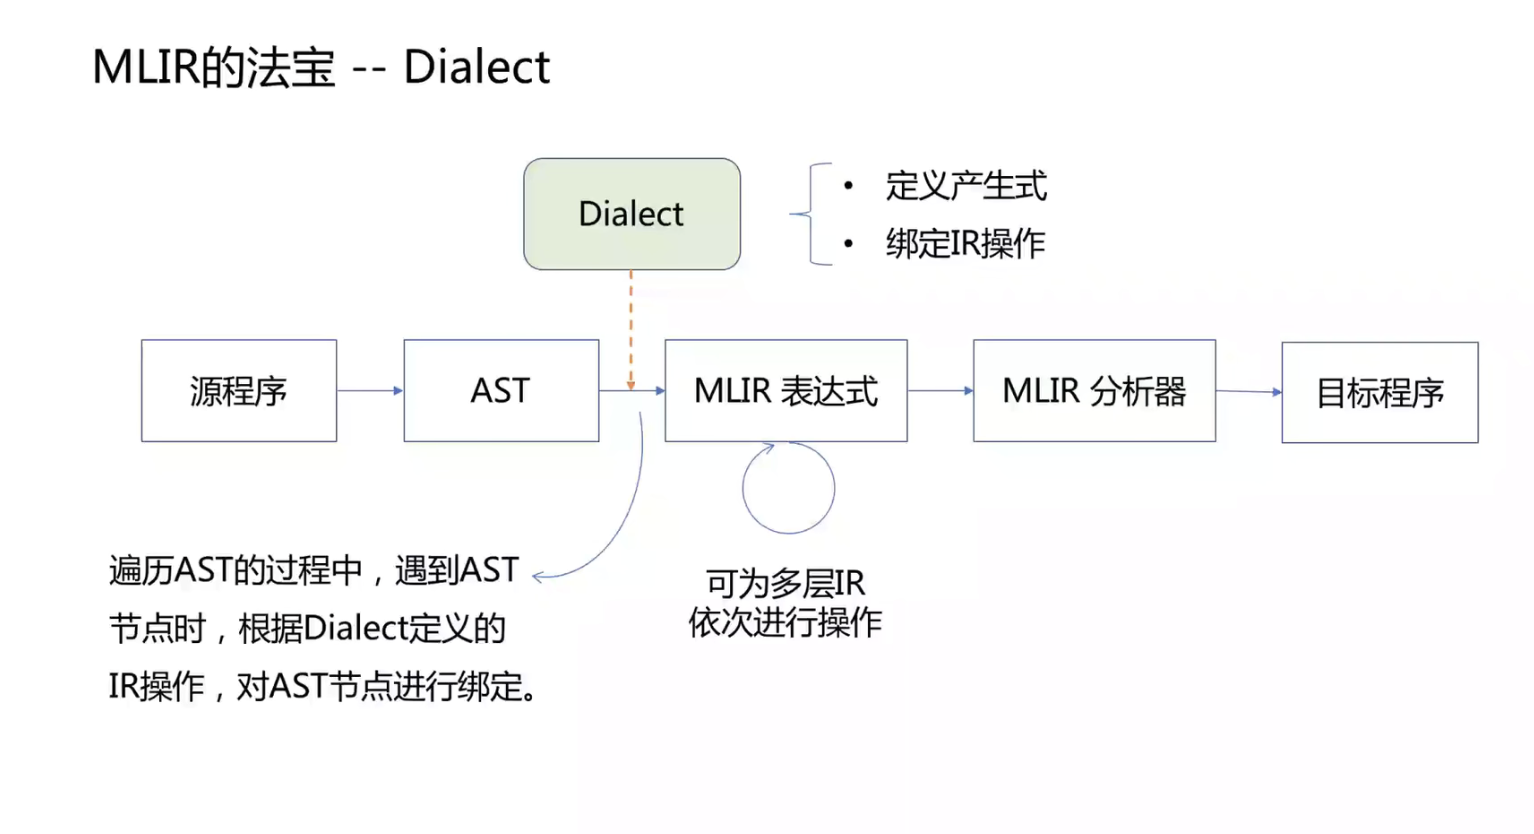 MLIR的法宝 -- Dialect
Dialect
• 定义产生式
• 绑定IR操作
源程序
AST
MLIR 表达式
MLIR 分析器
目标程序
遍历AST的过程中，遇到AST
节点时，根据Dialect定义的
IR操作，对AST节点进行绑定。
可为多层IR
依次进行操作